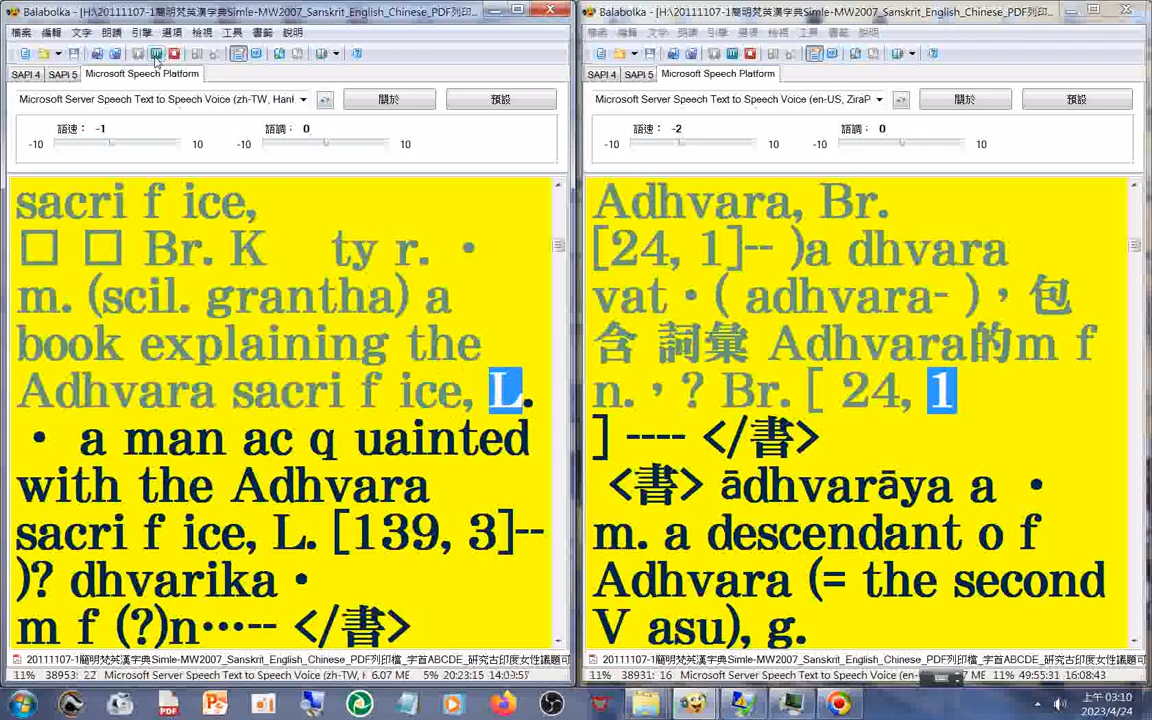 Balabolka - [H:\20111107-1簡明梵英漢字典Simle-MW2007_Sanskrit_English_Chinese_PDF列印...
檔案 編輯 文字 朗讀 引擎 選項 檢視 工具 書籤 說明
SAPI 4 SAPI 5 Microsoft Speech Platform
Microsoft Server Speech Text to Speech Voice (zh-TW, Han 關於 預設
語速： -1 語調： 0
-10 10 -10 10
sacri f ice,
□ □ Br. K ty r. •
m. (scil. grantha) a
book explaining the
Adhvara sacri f ice, L.
• a man ac q uainted
with the Adhvara
sacri f ice, L. [139, 3]--
)? dhvarika •
m f (?)n…-- </書>
20111107-1簡明梵英漢字典Simle-MW2007_Sanskrit_English_Chinese_PDF列印檔_字首ABCDE_研究古印度女性議題可
11% 38953: 22 Microsoft Server Speech Text to Speech Voice (zh-TW, H 6.07 ME 5% 20:23:15 14:09:57
Balabolka - [H:\20111107-1簡明梵英漢字典Simle-MW2007_Sanskrit_English_Chinese_PDF列印...
檔案 編輯 文字 朗讀 引擎 選項 檢視 工具 書籤 說明
SAPI 4 SAPI 5 Microsoft Speech Platform
Microsoft Server Speech Text to Speech Voice (en-US, ZiraP 關於 預設
語速： -2 語調： 0
-10 10 -10 10
Adhvara, Br.
[24, 1]-- )a dhvara
vat • ( adhvara- )，包
含 詞彙 Adhvara的m f
n.，? Br. [ 24, 1
] ---- </書>
<書> ādhvarāya a •
m. a descendant o f
Adhvara (= the second
V asu), g.
20111107-1簡明梵英漢字典Simle-MW2007_Sanskrit_English_Chinese_PDF列印檔_字首ABCDE_研究古印度女性議題可
11% 38931: 16 Microsoft Server Speech Text to Speech Voice (en- 11% 49:55:31 16:08:43
上午 03:10
2023/4/24